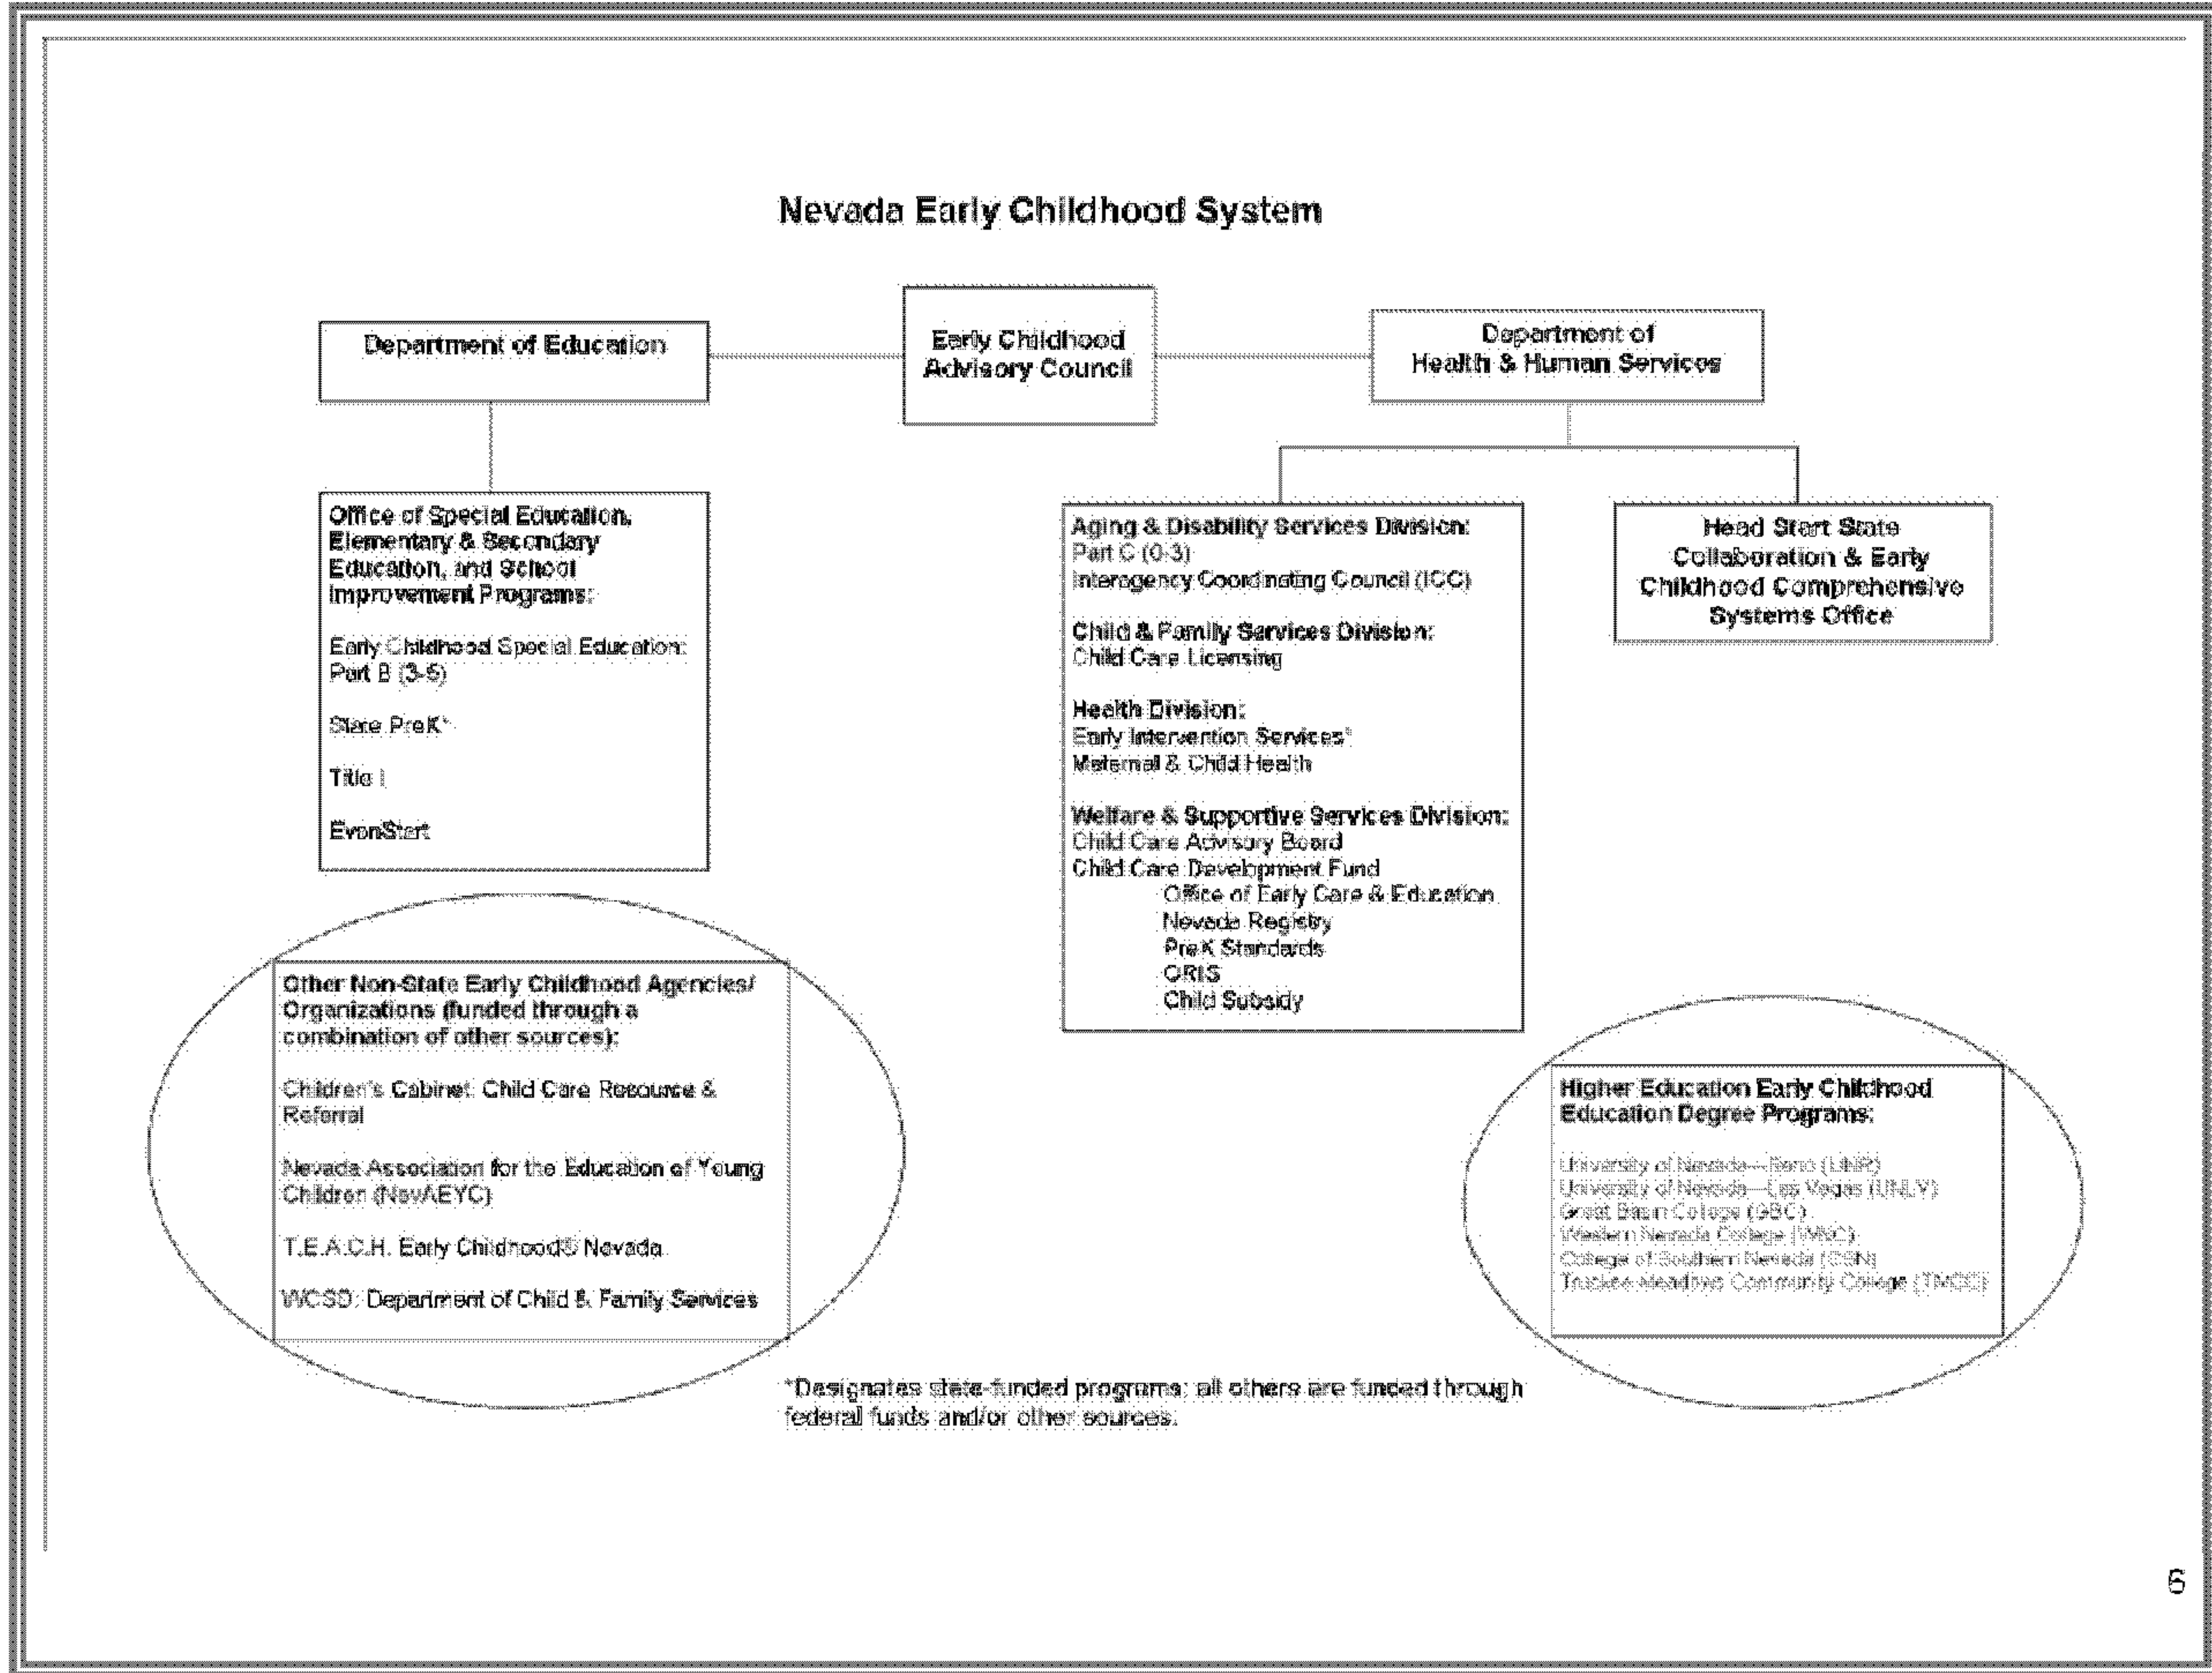 Nevada Early Childhood System
Department of Education
Early Childhood
Advisory Council
Department of
Health & Human Services
Office of Special Education,
Elementary & Secondary
Education, and School
Improvement Programs:
Early Childhood Special Education:
Part B (3-5)
State PreK*
Title I
EvenStart
Aging & Disability Services Division:
Part C (0-3)
Interagency Coordinating Council (ICC)
Child & Family Services Division:
Child Care Licensing
Health Division:
Early Intervention Services*
Maternal & Child Health
Welfare & Supportive Services Division:
Child Care Advisory Board
Child Care Development Fund
Office of Early Care & Education
Nevada Registry
PreK Standards
QRIS
Child Subsidy
Head Start State
Collaboration & Early
Childhood Comprehensive
Systems Office
Other Non-State Early Childhood Agencies/
Organizations (funded through a
combination of other sources):
Children's Cabinet: Child Care Resource &
Referral
Nevada Association for the Education of Young
Children (NevAEYC)
T.E.A.C.H. Early Childhood® Nevada
WCSD: Department of Child & Family Services
Higher Education Early Childhood
Education Degree Programs:
University of Nevada—Reno (UNR)
University of Nevada—Las Vegas (UNLV)
Great Basin College (GBC)
Western Nevada College (WNC)
College of Southern Nevada (CSN)
Truckee Meadows Community College (TMCC)
*Designates state-funded programs; all others are funded through
federal funds and/or other sources.
6